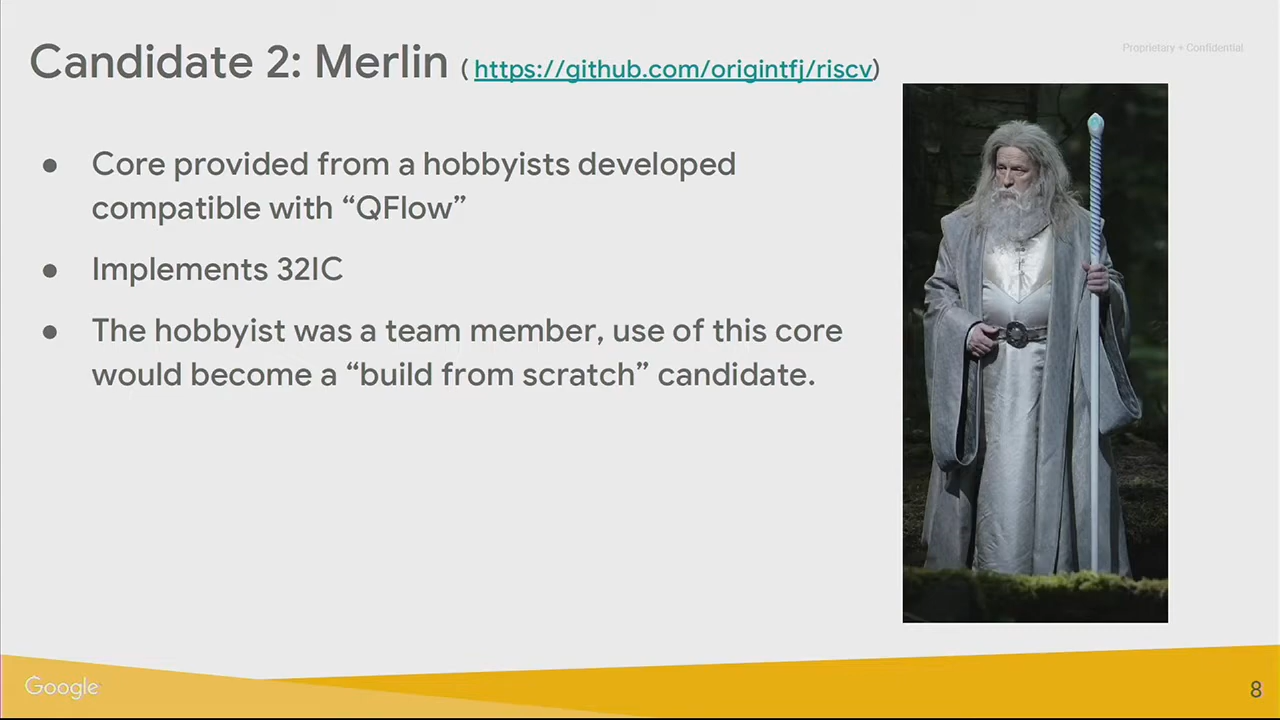 Proprietary + Confidential
Candidate 2: Merlin ( https://github.com/origintfj/riscv)
● Core provided from a hobbyists developed
compatible with “QFlow”
● Implements 32IC
● The hobbyist was a team member, use of this core
would become a “build from scratch” candidate.
Google
8